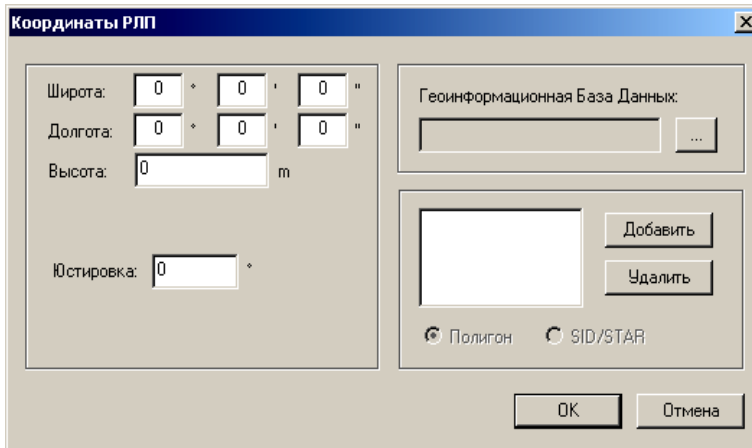 Координаты РЛП
Широта: 0 ° 0 ' 0 "
Долгота: 0 ° 0 ' 0 "
Высота: 0 m
Юстировка: 0 °
Геоинформационная База Данных:
...
Добавить
Удалить
Полигон SID/STAR
OK Отмена